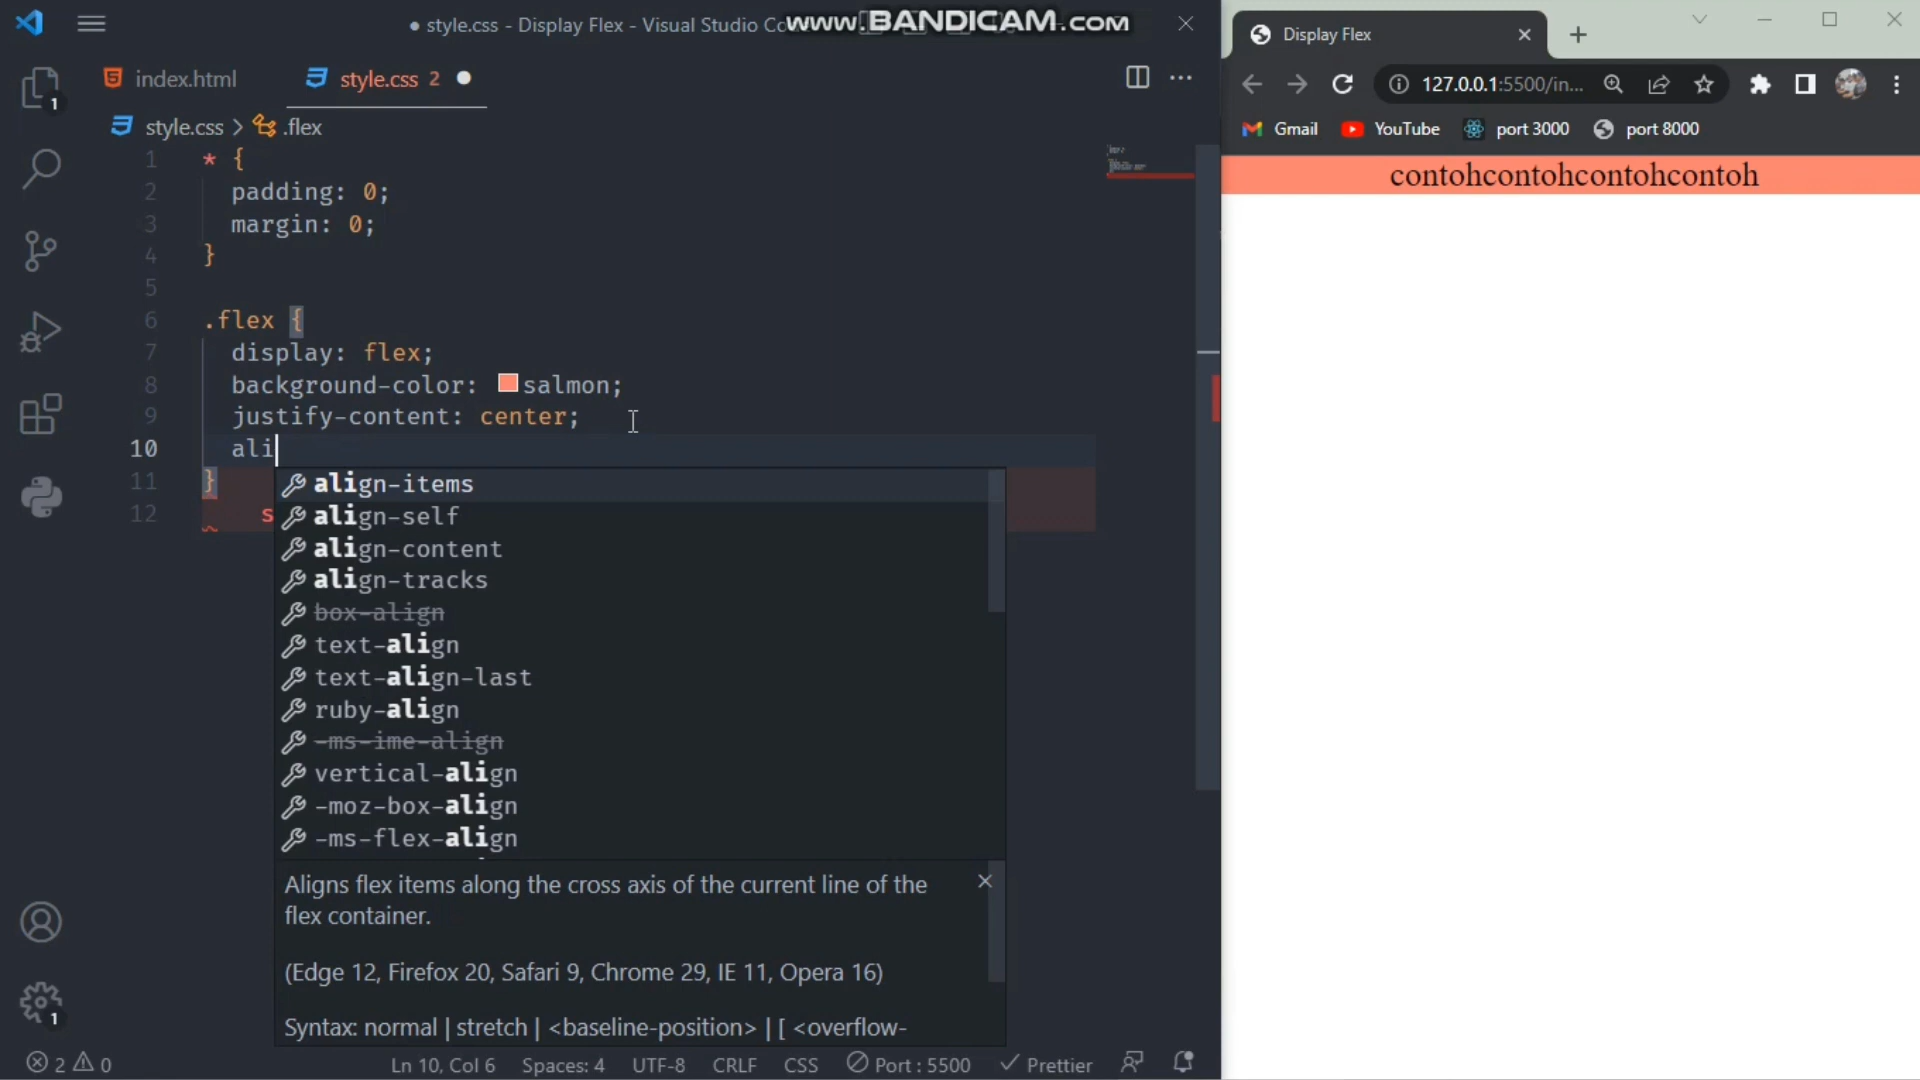 style.css - Display Flex - Visual Studio Co
www.BANDICAM.com
index.html
style.css 2
style.css > .flex
1 * {
2 padding: 0;
3 margin: 0;
4 }
5
6 .flex {
7 display: flex;
8 background-color: salmon;
9 justify-content: center;
10 ali
11 }
12 s
align-items
align-self
align-content
align-tracks
box-align
text-align
text-align-last
ruby-align
-ms-ime-align
vertical-align
-moz-box-align
-ms-flex-align
Aligns flex items along the cross axis of the current line of the
flex container.
(Edge 12, Firefox 20, Safari 9, Chrome 29, IE 11, Opera 16)
Syntax: normal | stretch | <baseline-position> | [ <overflow-
1
1
2 0
Ln 10, Col 6 Spaces: 4 UTF-8 CRLF CSS Port : 5500 Prettier
Display Flex
127.0.0.1:5500/in...
Gmail YouTube port 3000 port 8000
contohcontohcontohcontoh